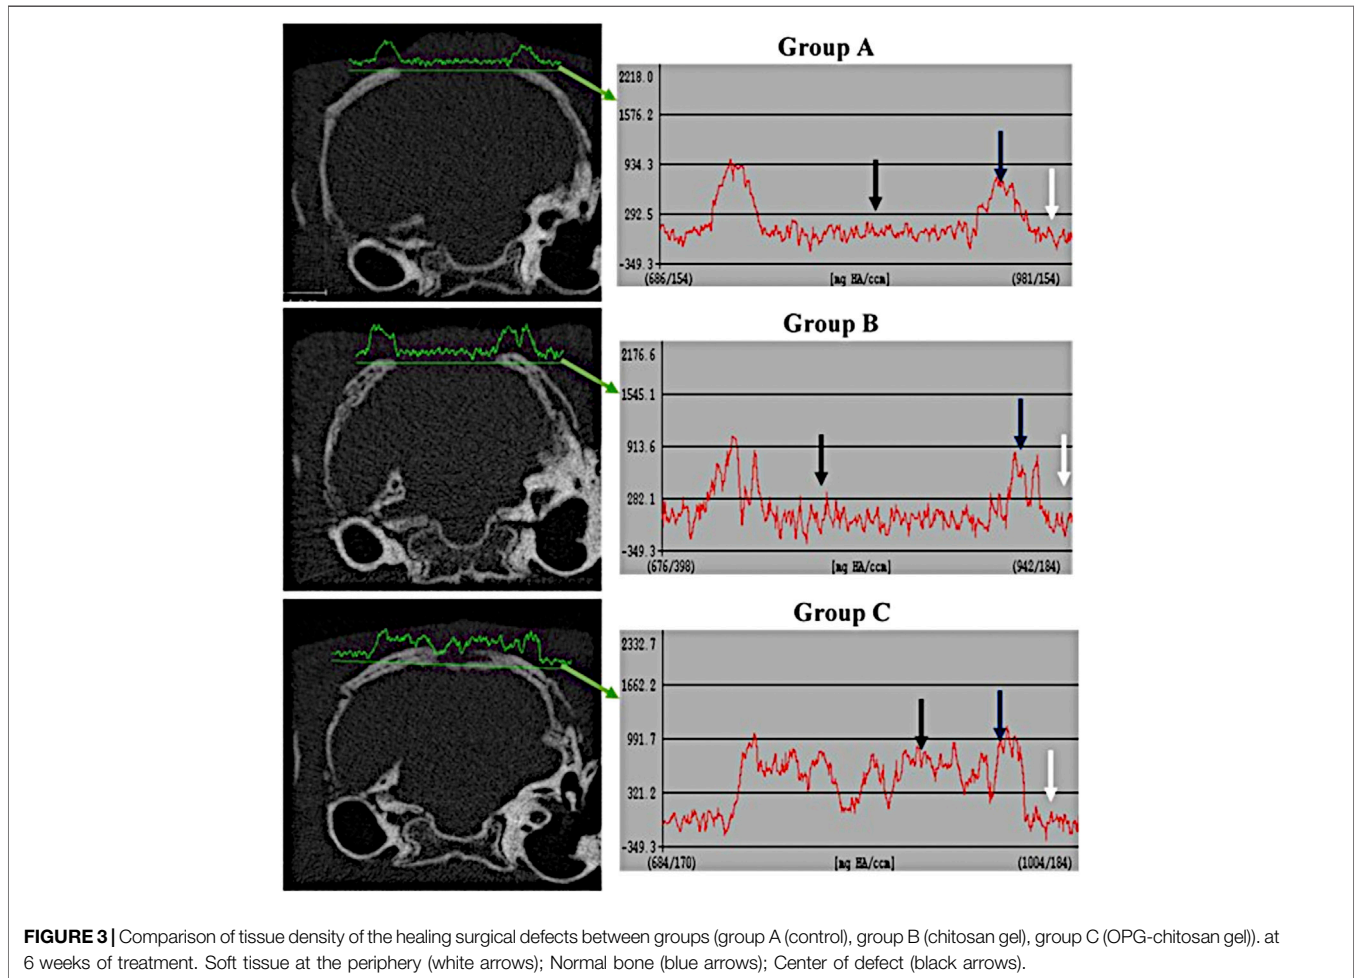 Group A
2218.0
1576.2
934.3
292.5
-349.3
(686/154) [mg HA/ccm] (981/154)
Group B
2176.6
1545.1
913.6
282.1
-349.3
(676/398) [mg HA/ccm] (942/184)
Group C
2332.7
1662.2
991.7
321.2
-349.3
(684/170) [mg HA/ccm] (1004/184)
FIGURE 3 | Comparison of tissue density of the healing surgical defects between groups (group A (control), group B (chitosan gel), group C (OPG-chitosan gel)). at
6 weeks of treatment. Soft tissue at the periphery (white arrows); Normal bone (blue arrows); Center of defect (black arrows).